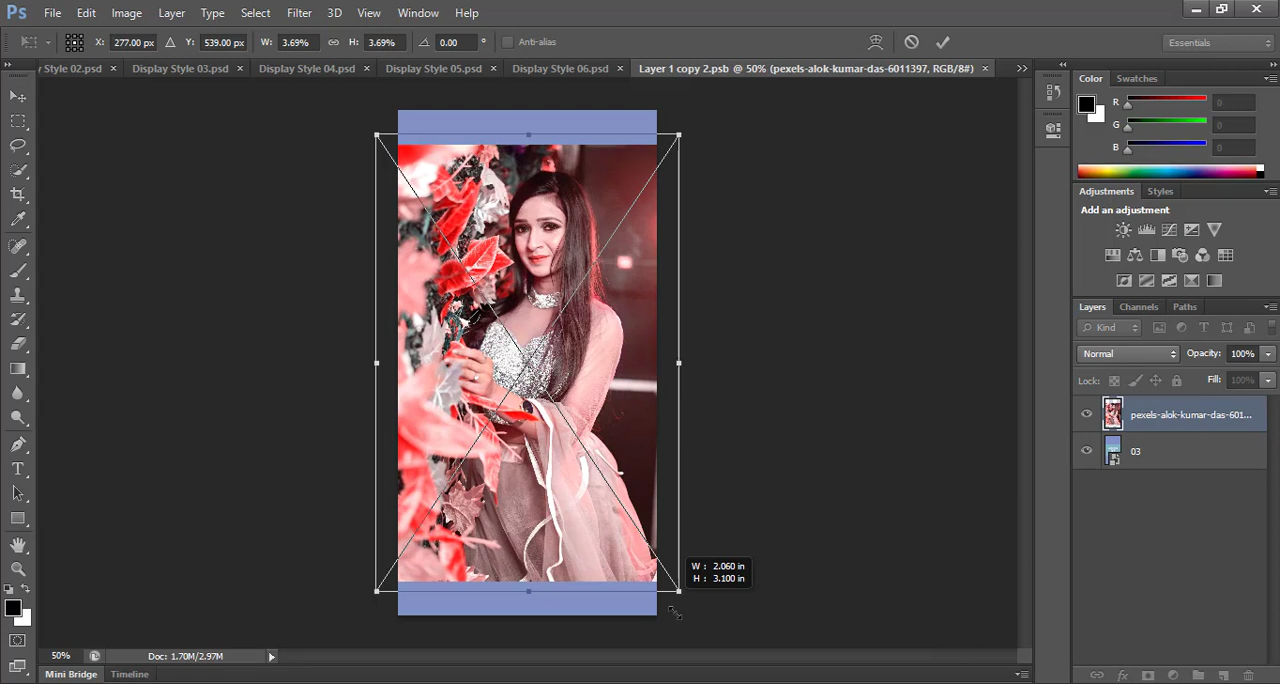 Ps File Edit Image Layer Type Select Filter 3D View Window Help
X: 277.00 px Y: 539.00 px W: 3.69% H: 3.69% 0.00 ° Anti-alias Essentials
y Style 02.psd × Display Style 03.psd × Display Style 04.psd × Display Style 05.psd × Display Style 06.psd × Layer 1 copy 2.psb @ 50% (pexels-alok-kumar-das-6011397, RGB/8#) ×
Color Swatches
R 0
G 0
B 0
Adjustments Styles
Add an adjustment
Layers Channels Paths
Kind
Normal Opacity: 100%
Lock: Fill: 100%
pexels-alok-kumar-das-601...
03
W : 2.060 in
H : 3.100 in
50% Doc: 1.70M/2.97M
Mini Bridge Timeline